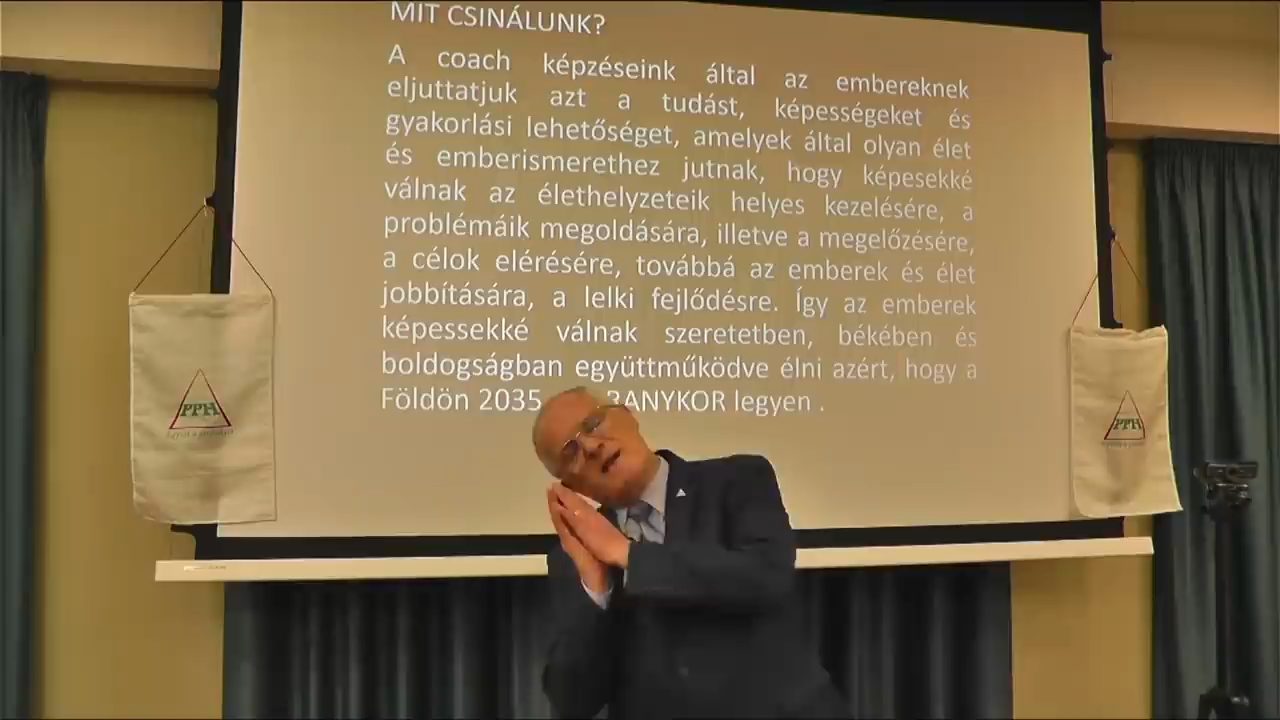 MIT CSINÁLUNK?
A coach képzéseink által az embereknek
eljuttatjuk azt a tudást, képességeket és
gyakorlási lehetőséget, amelyek által olyan élet
és emberismerethez jutnak, hogy képesekké
válnak az élethelyzeteik helyes kezelésére, a
problémáik megoldására, illetve a megelőzésére,
a célok elérésére, továbbá az emberek és élet
jobbítására, a lelki fejlődésre. Így az emberek
képessekké válnak szeretetben, békében és
boldogságban együttműködve élni azért, hogy a
Földön 2035 RANYKOR legyen .
PPH
PPH